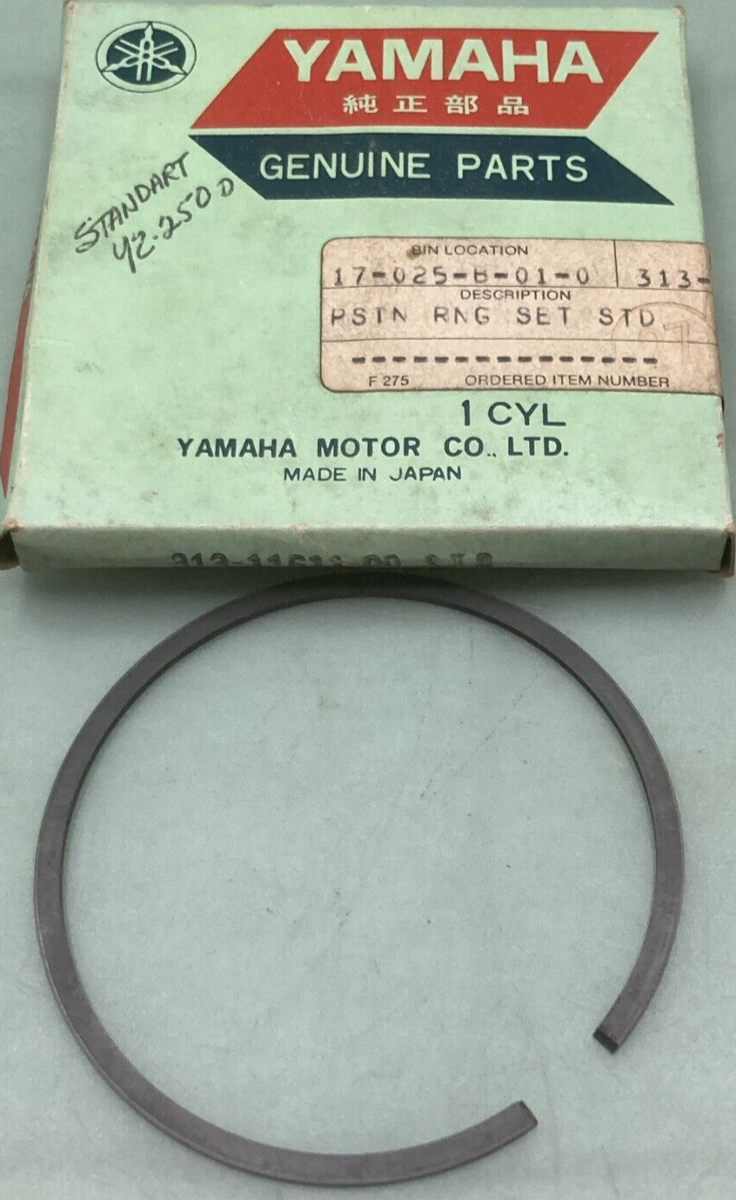 YAMAHA
純正部品
GENUINE PARTS
STANDART
YZ-250 D
BIN LOCATION
17-025-B-01-0 313-
DESCRIPTION
PSTN RNG SET STD
---------------
F 275 ORDERED ITEM NUMBER
1 CYL
YAMAHA MOTOR CO., LTD.
MADE IN JAPAN